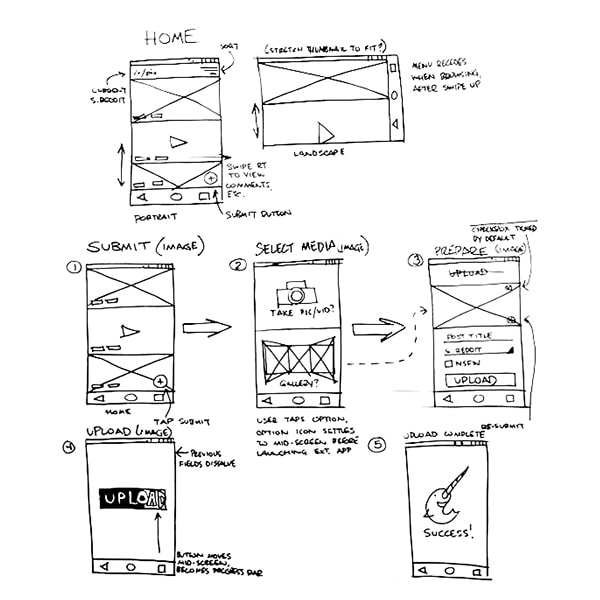 HOME
SORT
(STRETCH THUMBNAIL TO FIT?)
CURRENT
SUBREDDIT
MENU RECEDES
WHEN BROWSING,
AFTER SWIPE UP
SWIPE RT
TO VIEW
COMMENTS,
ETC.
LANDSCAPE
PORTRAIT
SUBMIT BUTTON
SUBMIT (IMAGE)
SELECT MEDIA (IMAGE)
CHECKBOX TICKED
BY DEFAULT
PREPARE (IMAGE)
1
2
3
UPLOAD
TAKE PIC/VID?
POST TITLE
REDDIT
NSFW
UPLOAD
GALLERY?
HOME
TAP SUBMIT
USER TAPS OPTION,
OPTION ICON SETTLES
TO MID-SCREEN BEFORE
LAUNCHING EXT. APP
RE-SUBMIT
4
UPLOAD (IMAGE)
PREVIOUS
FIELDS DISSOLVE
UPLOAD
BUTTON MOVES
MID-SCREEN,
BECOMES PROGRESS BAR
5
UPLOAD COMPLETE
SUCCESS!